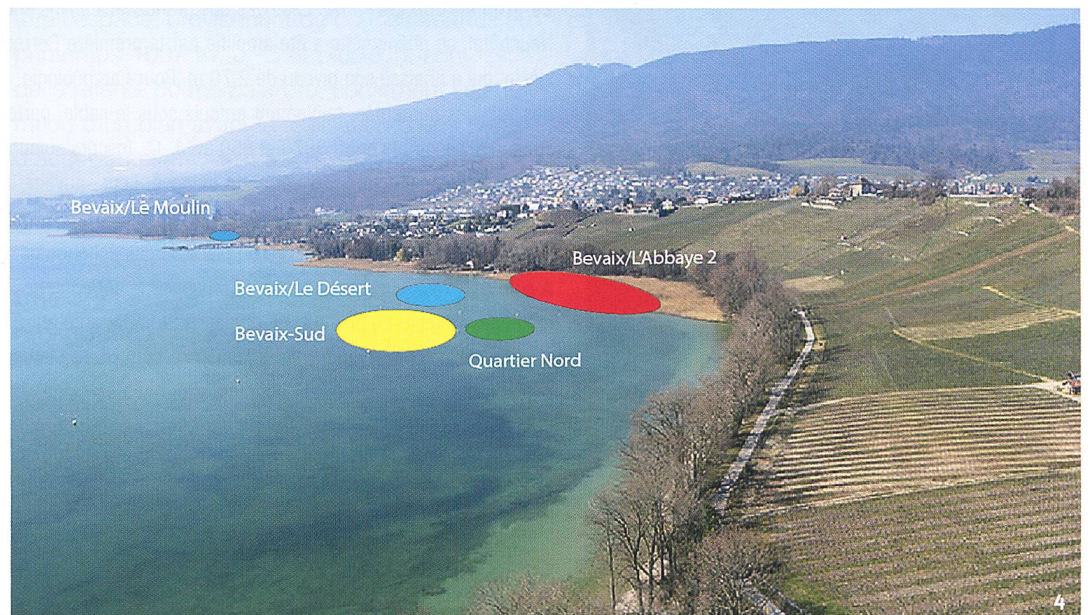 Bevaix/Le Moulin
Bevaix/L'Abbaye 2
Bevaix/Le Désert
Bevaix-Sud
Quartier Nord
4